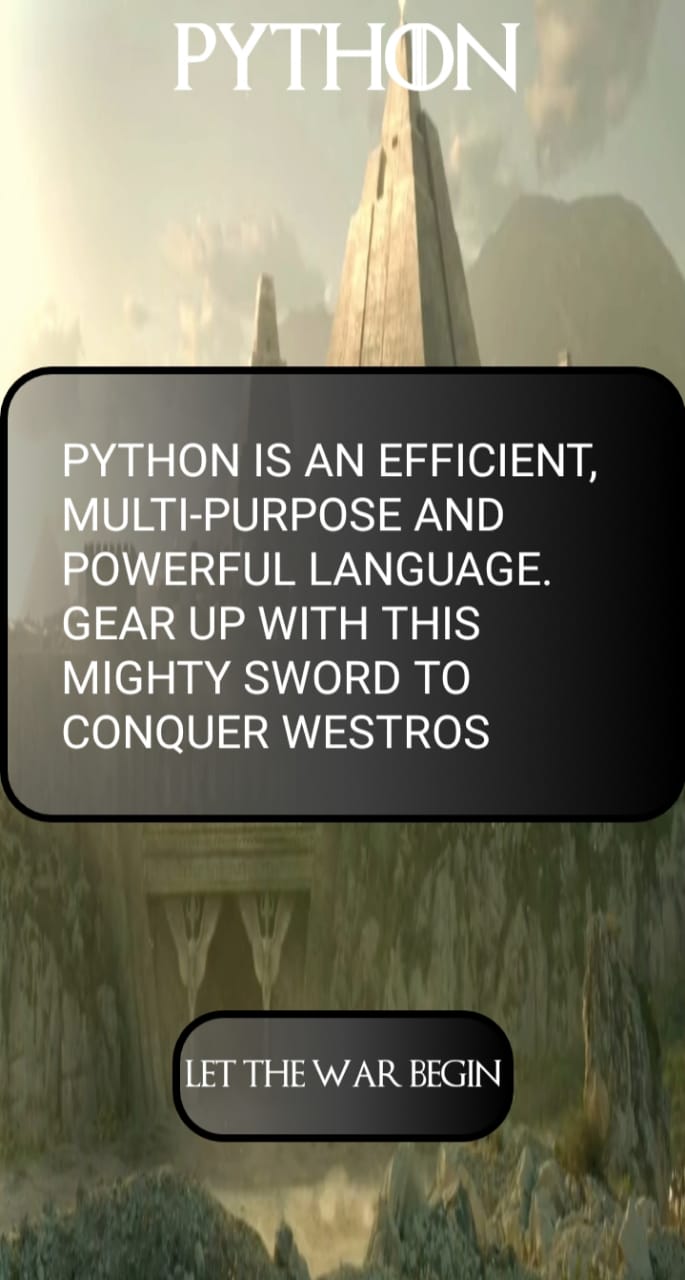 PYTHON
PYTHON IS AN EFFICIENT,
MULTI-PURPOSE AND
POWERFUL LANGUAGE.
GEAR UP WITH THIS
MIGHTY SWORD TO
CONQUER WESTROS
LET THE WAR BEGIN